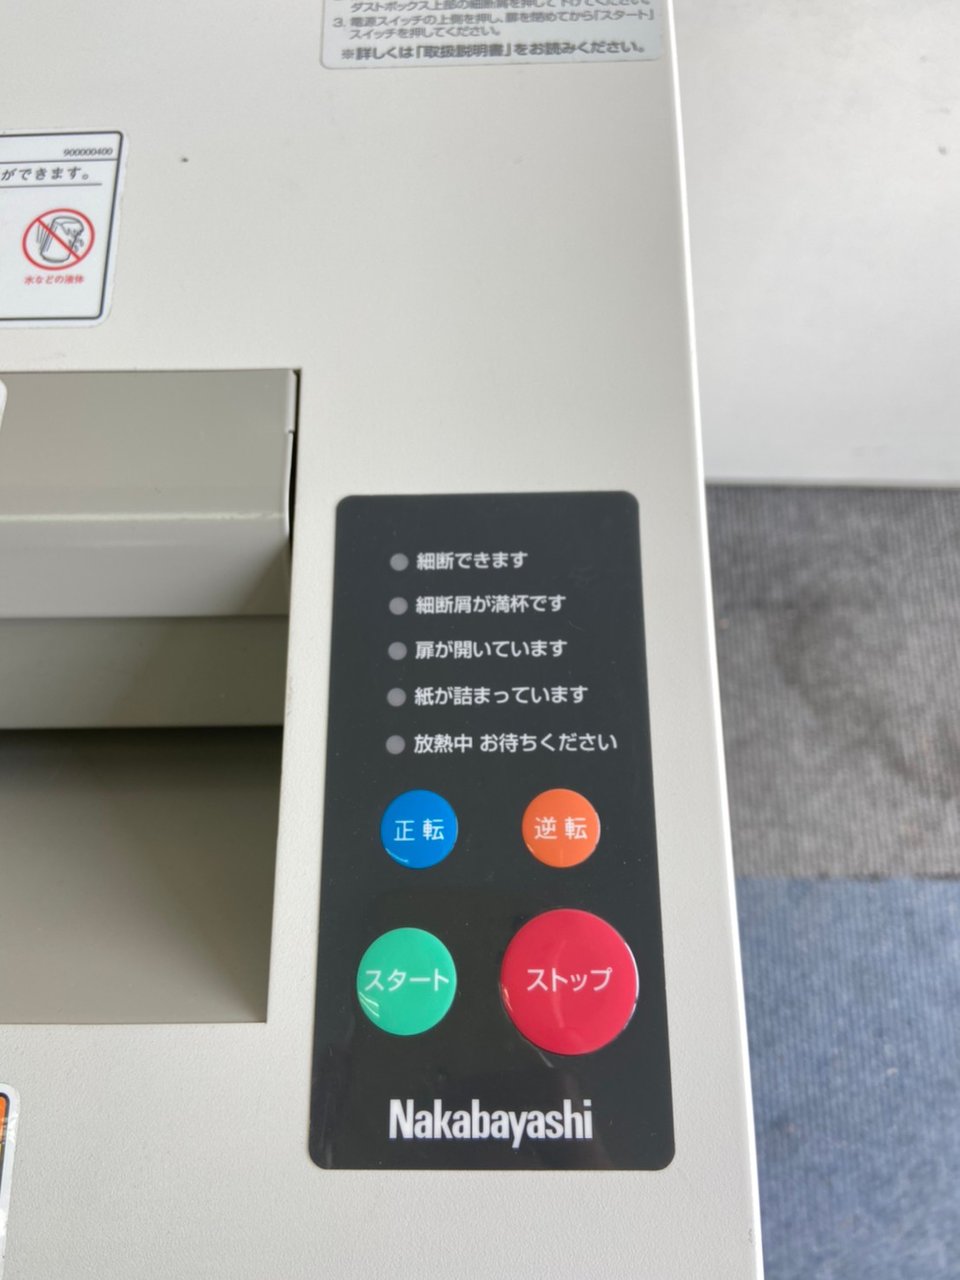 ダストボックス上部の細断屑を押して下げてください。
3. 電源スイッチの上側を押し、扉を閉めてから「スタート」
スイッチを押してください。
※詳しくは「取扱説明書」をお読みください。
900000400
ができます。
水などの液体
細断できます
細断屑が満杯です
扉が開いています
紙が詰まっています
放熱中 お待ちください
正転
逆転
スタート
ストップ
Nakabayashi